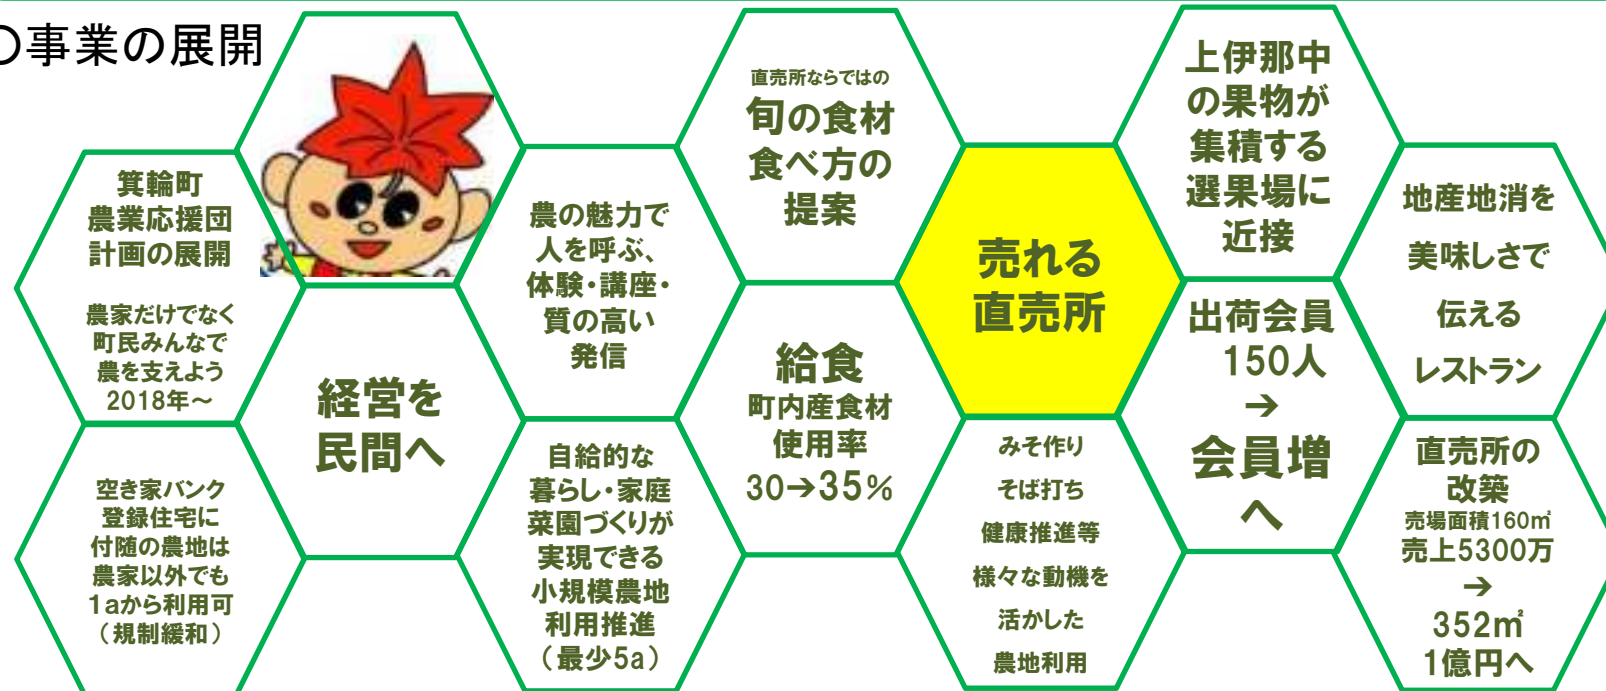 〇事業の展開
箕輪町
農業応援団
計画の展開
農家だけでなく
町民みんなで
農を支えよう
2018年～
空き家バンク
登録住宅に
付随の農地は
農家以外でも
1aから利用可
（規制緩和）
経営を
民間へ
農の魅力で
人を呼ぶ、
体験・講座・
質の高い
発信
自給的な
暮らし・家庭
菜園づくりが
実現できる
小規模農地
利用推進
（最少5a）
直売所ならではの
旬の食材
食べ方の
提案
給食
町内産食材
使用率
30→35%
売れる
直売所
みそ作り
そば打ち
健康推進等
様々な動機を
活かした
農地利用
上伊那中
の果物が
集積する
選果場に
近接
出荷会員
150人
→
会員増
へ
地産地消を
美味しさで
伝える
レストラン
直売所の
改築
売場面積160㎡
売上5300万
→
352㎡
1億円へ